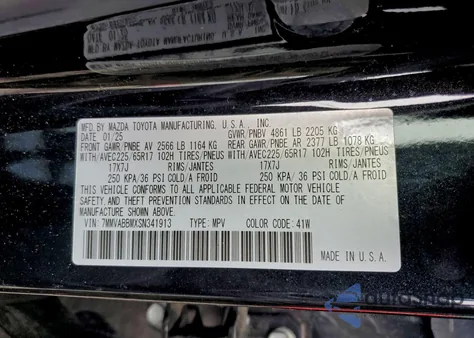 MFD. BY MAZDA TOYOTA MANUFACTURING, U.S.A., INC.
DATE 01/25 GVWR/PNBV 4861 LB 2205 KG
FRONT GAWR/PNBE AV 2566 LB 1164 KG REAR GAWR/PNBE AR 2377 LB 1078 KG
WITH/AVEC225/65R17 102H TIRES/PNEUS WITH/AVEC225/65R17 102H TIRES/PNEUS
17X7J RIMS/JANTES 17X7J RIMS/JANTES
250 KPA/36 PSI COLD/A FROID 250 KPA/36 PSI COLD/A FROID
THIS VEHICLE CONFORMS TO ALL APPLICABLE FEDERAL MOTOR VEHICLE
SAFETY, AND THEFT PREVENTION STANDARDS IN EFFECT ON THE DATE OF
MANUFACTURE SHOWN ABOVE.
VIN: 7MMVABBMXSN341913 TYPE: MPV COLOR CODE: 41W
MADE IN U.S.A.
autosnap